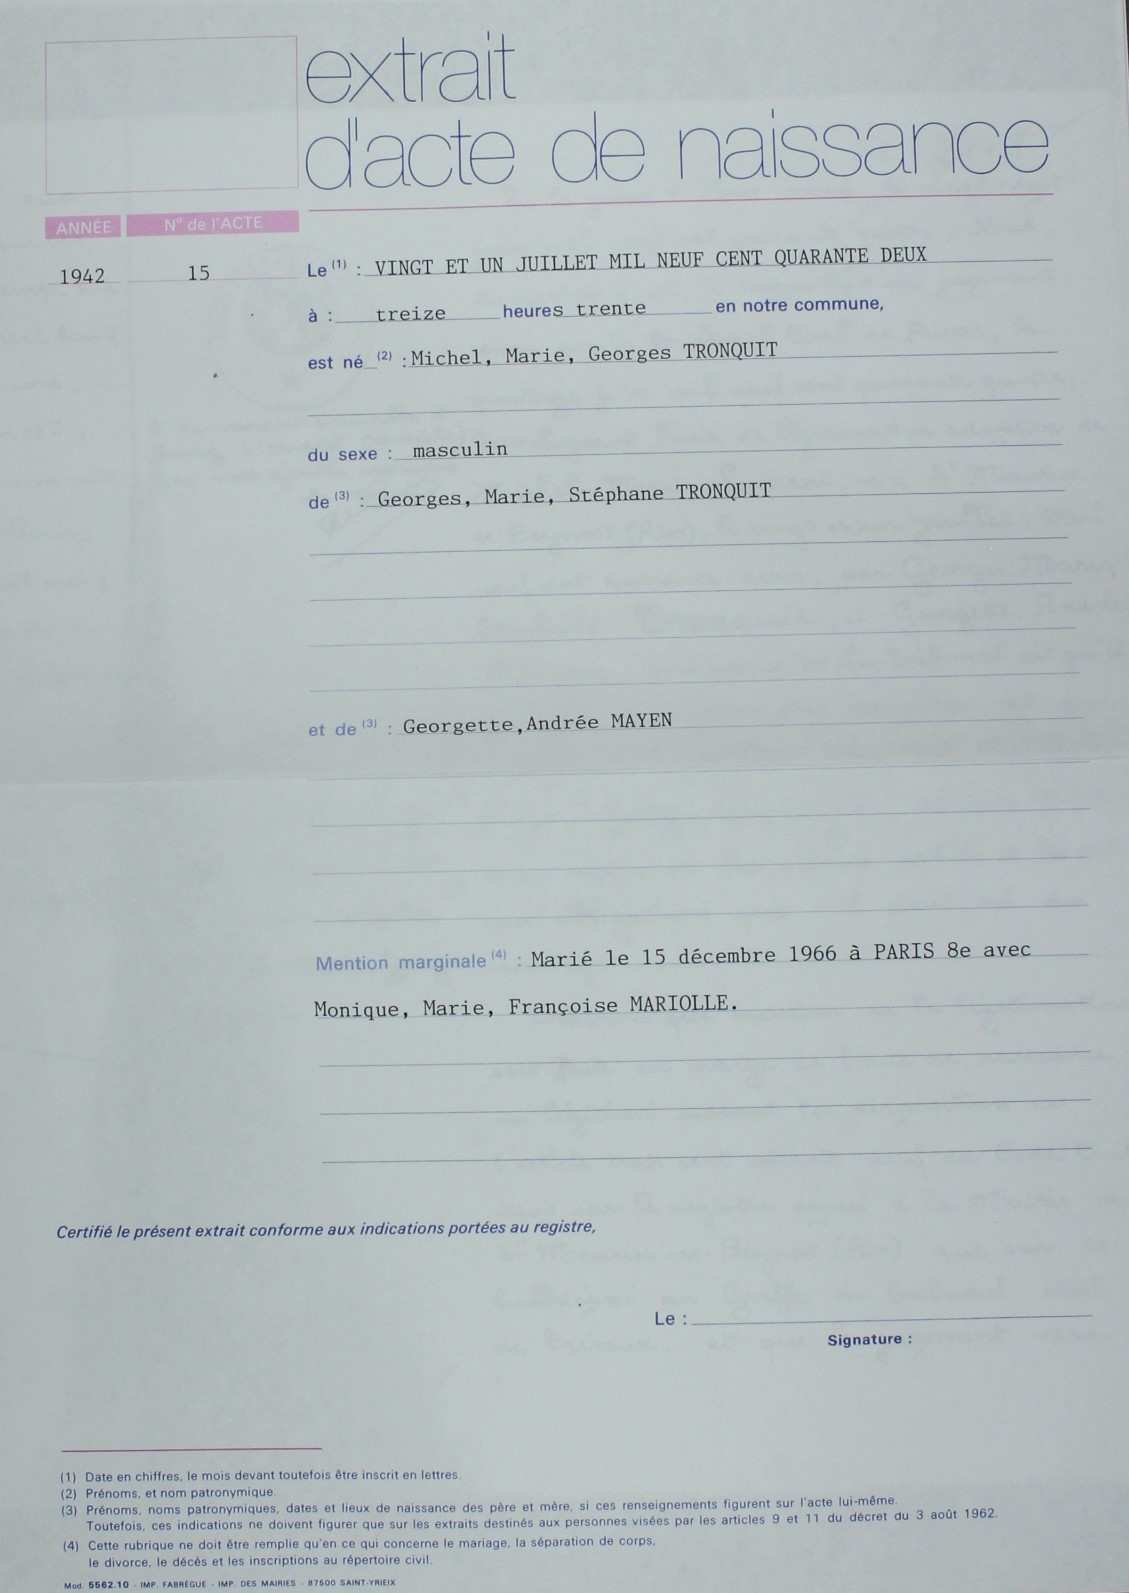 extrait
d'acte de naissance
ANNÉE N° de l'ACTE
1942 15 Le (1) : VINGT ET UN JUILLET MIL NEUF CENT QUARANTE DEUX
à : treize heures trente en notre commune,
est né (2) : Michel, Marie, Georges TRONQUIT
du sexe : masculin
de (3) : Georges, Marie, Stéphane TRONQUIT
et de (3) : Georgette,Andrée MAYEN
Mention marginale (4) : Marié le 15 décembre 1966 à PARIS 8e avec
Monique, Marie, Françoise MARIOLLE.
Certifié le présent extrait conforme aux indications portées au registre,
Le :
Signature :
(1) Date en chiffres, le mois devant toutefois être inscrit en lettres.
(2) Prénoms, et nom patronymique.
(3) Prénoms, noms patronymiques, dates et lieux de naissance des père et mère, si ces renseignements figurent sur l'acte lui-même.
Toutefois, ces indications ne doivent figurer que sur les extraits destinés aux personnes visées par les articles 9 et 11 du décret du 3 août 1962.
(4) Cette rubrique ne doit être remplie qu'en ce qui concerne le mariage, la séparation de corps,
le divorce, le décès et les inscriptions au répertoire civil.
Mod. 5562.10 - IMP. FABRÈGUE - IMP. DES MAIRIES - 87500 SAINT-YRIEIX